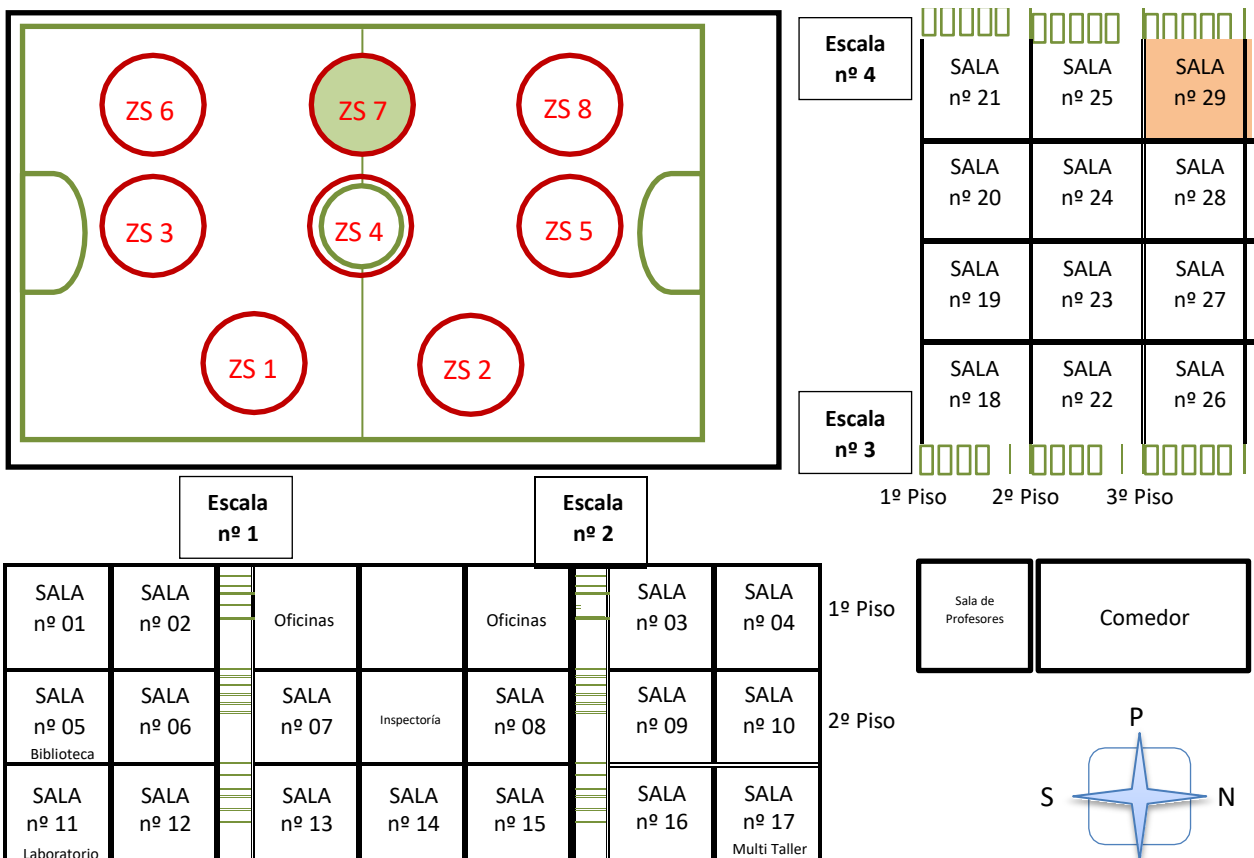 ZS 6
ZS 7
ZS 8
ZS 3
ZS 4
ZS 5
ZS 1
ZS 2
Escala
nº 4
SALA
nº 21
SALA
nº 25
SALA
nº 29
SALA
nº 20
SALA
nº 24
SALA
nº 28
SALA
nº 19
SALA
nº 23
SALA
nº 27
SALA
nº 18
SALA
nº 22
SALA
nº 26
Escala
nº 3
1º Piso
2º Piso
3º Piso
Escala
nº 1
Escala
nº 2
SALA
nº 01
SALA
nº 02
Oficinas
Oficinas
SALA
nº 03
SALA
nº 04
1º Piso
SALA
nº 05
Biblioteca
SALA
nº 06
SALA
nº 07
Inspectoría
SALA
nº 08
SALA
nº 09
SALA
nº 10
2º Piso
SALA
nº 11
Laboratorio
SALA
nº 12
SALA
nº 13
SALA
nº 14
SALA
nº 15
SALA
nº 16
SALA
nº 17
Multi Taller
Sala de
Profesores
Comedor
P
S
N